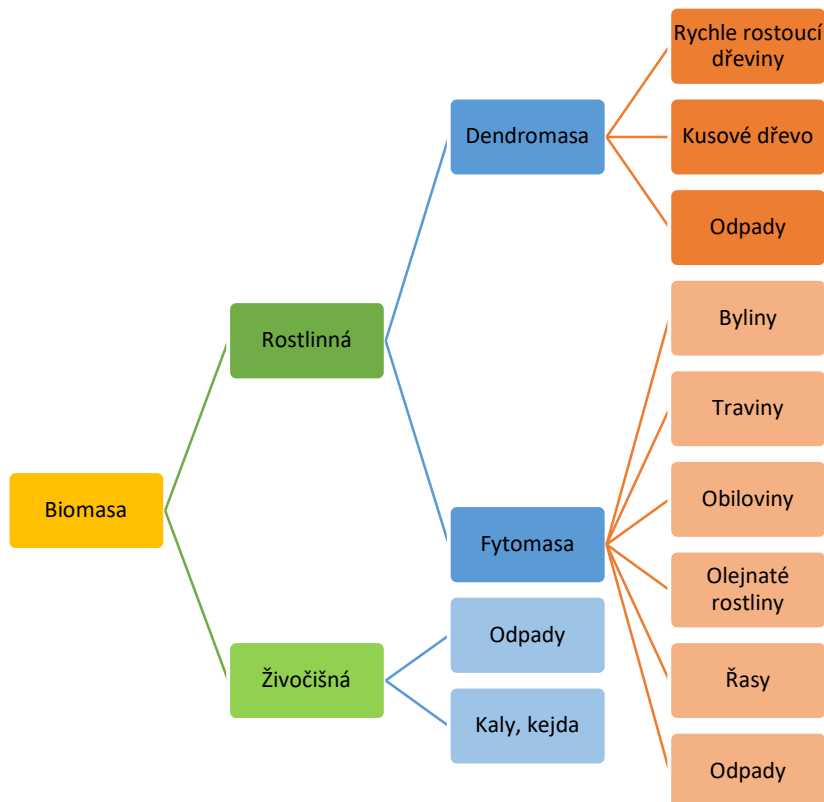 Rychle rostoucí
dřeviny
Dendromasa
Kusové dřevo
Odpady
Rostlinná
Byliny
Traviny
Biomasa
Obiloviny
Fytomasa
Olejnaté
rostliny
Odpady
Živočišná
Řasy
Kaly, kejda
Odpady